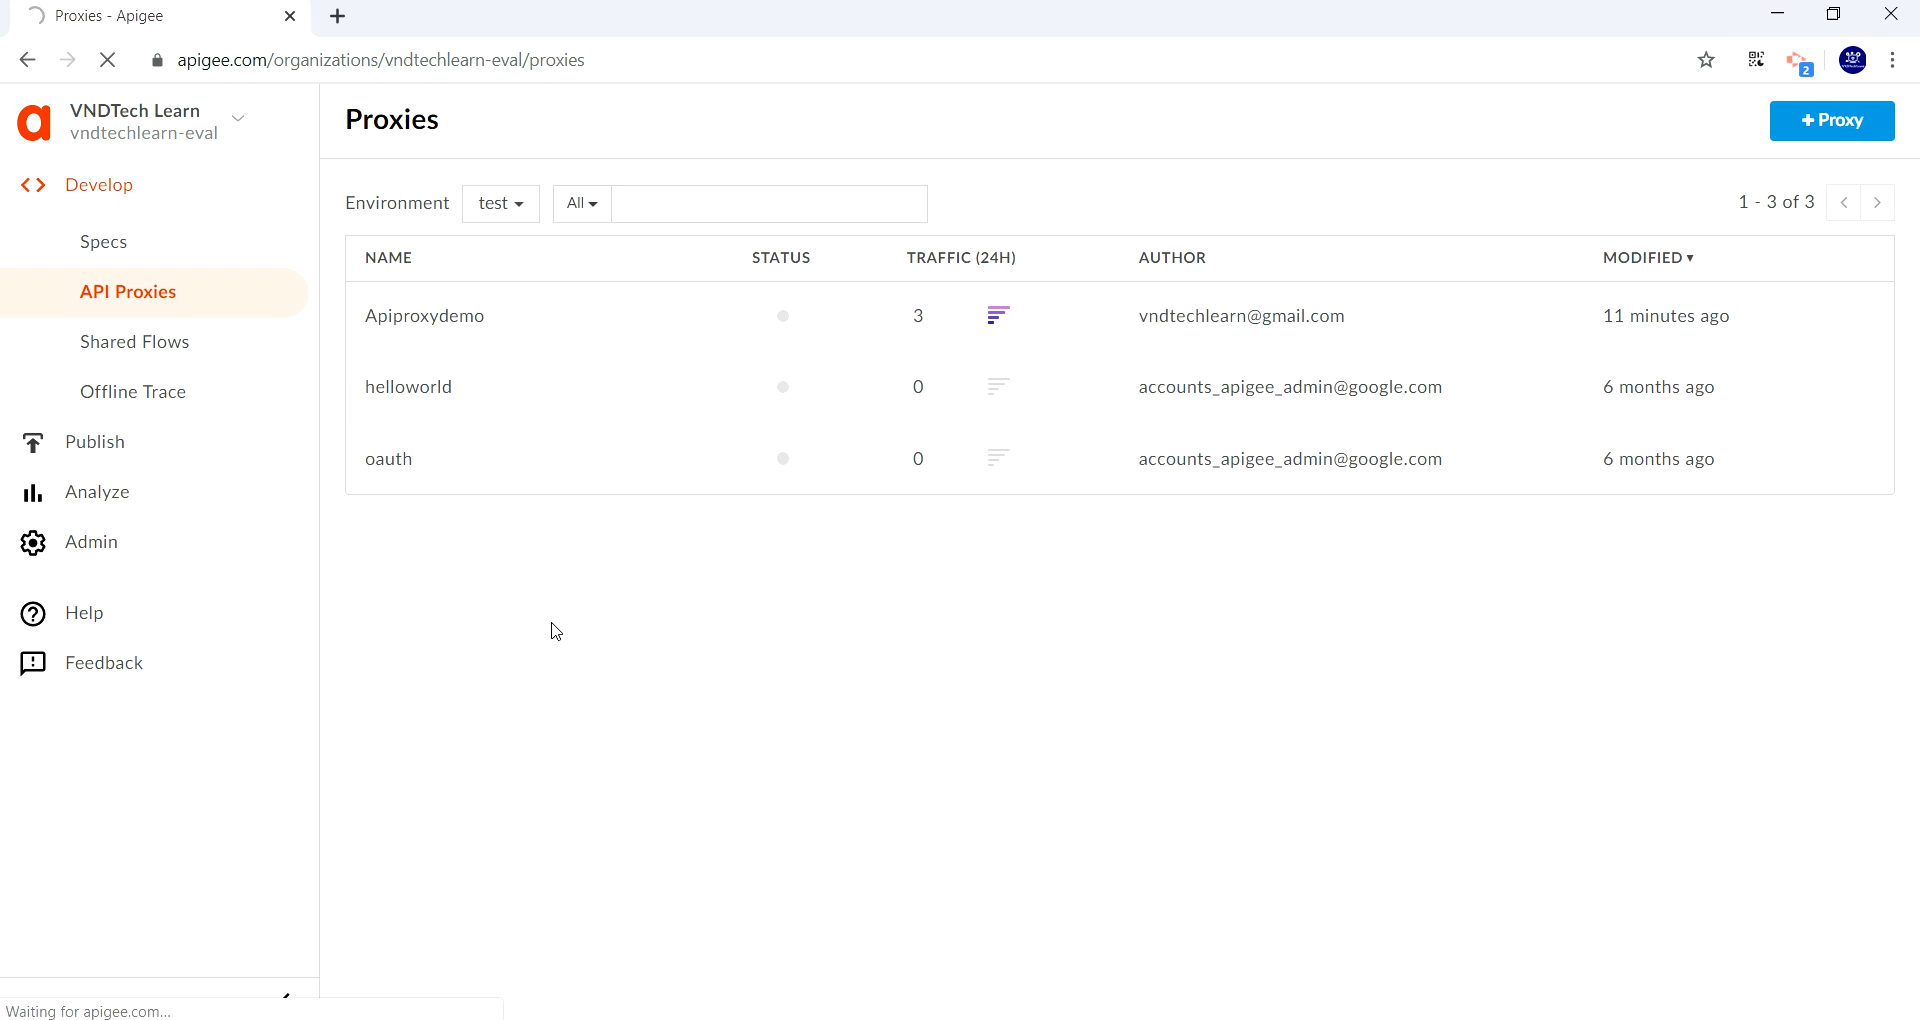 Proxies - Apigee
apigee.com/organizations/vndtechlearn-eval/proxies
2
VNDTech Learn
vndtechlearn-eval
Develop
Specs
API Proxies
Shared Flows
Offline Trace
Publish
Analyze
Admin
Help
Feedback
Proxies
+ Proxy
Environment test All 1 - 3 of 3
NAME STATUS TRAFFIC (24H) AUTHOR MODIFIED
Apiproxydemo 3 vndtechlearn@gmail.com 11 minutes ago
helloworld 0 accounts_apigee_admin@google.com 6 months ago
oauth 0 accounts_apigee_admin@google.com 6 months ago
Waiting for apigee.com...